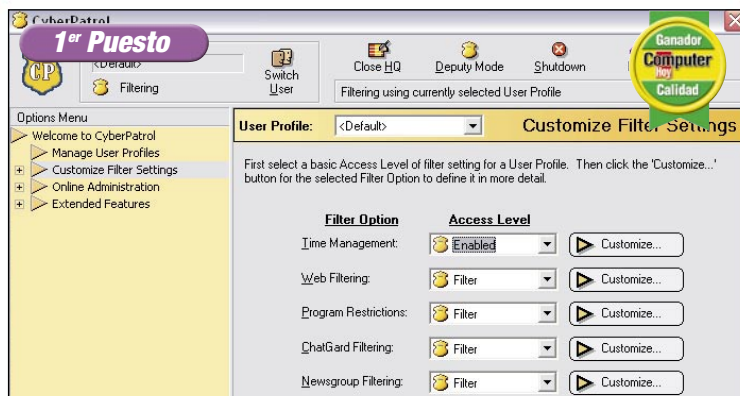 CyberPatrol
1er Puesto
<Default>
Filtering
Switch User
Close HQ
Deputy Mode
Shutdown
Filtering using currently selected User Profile
Ganador
Computer
Hoy
Calidad
CP
Options Menu
Welcome to CyberPatrol
Manage User Profiles
Customize Filter Settings
Online Administration
Extended Features
User Profile:
<Default>
Customize Filter Settings
First select a basic Access Level of filter setting for a User Profile. Then click the 'Customize...'
button for the selected Filter Option to define it in more detail.
Filter Option Access Level
Time Management: Enabled Customize...
Web Filtering: Filter Customize...
Program Restrictions: Filter Customize...
ChatGard Filtering: Filter Customize...
Newsgroup Filtering: Filter Customize...